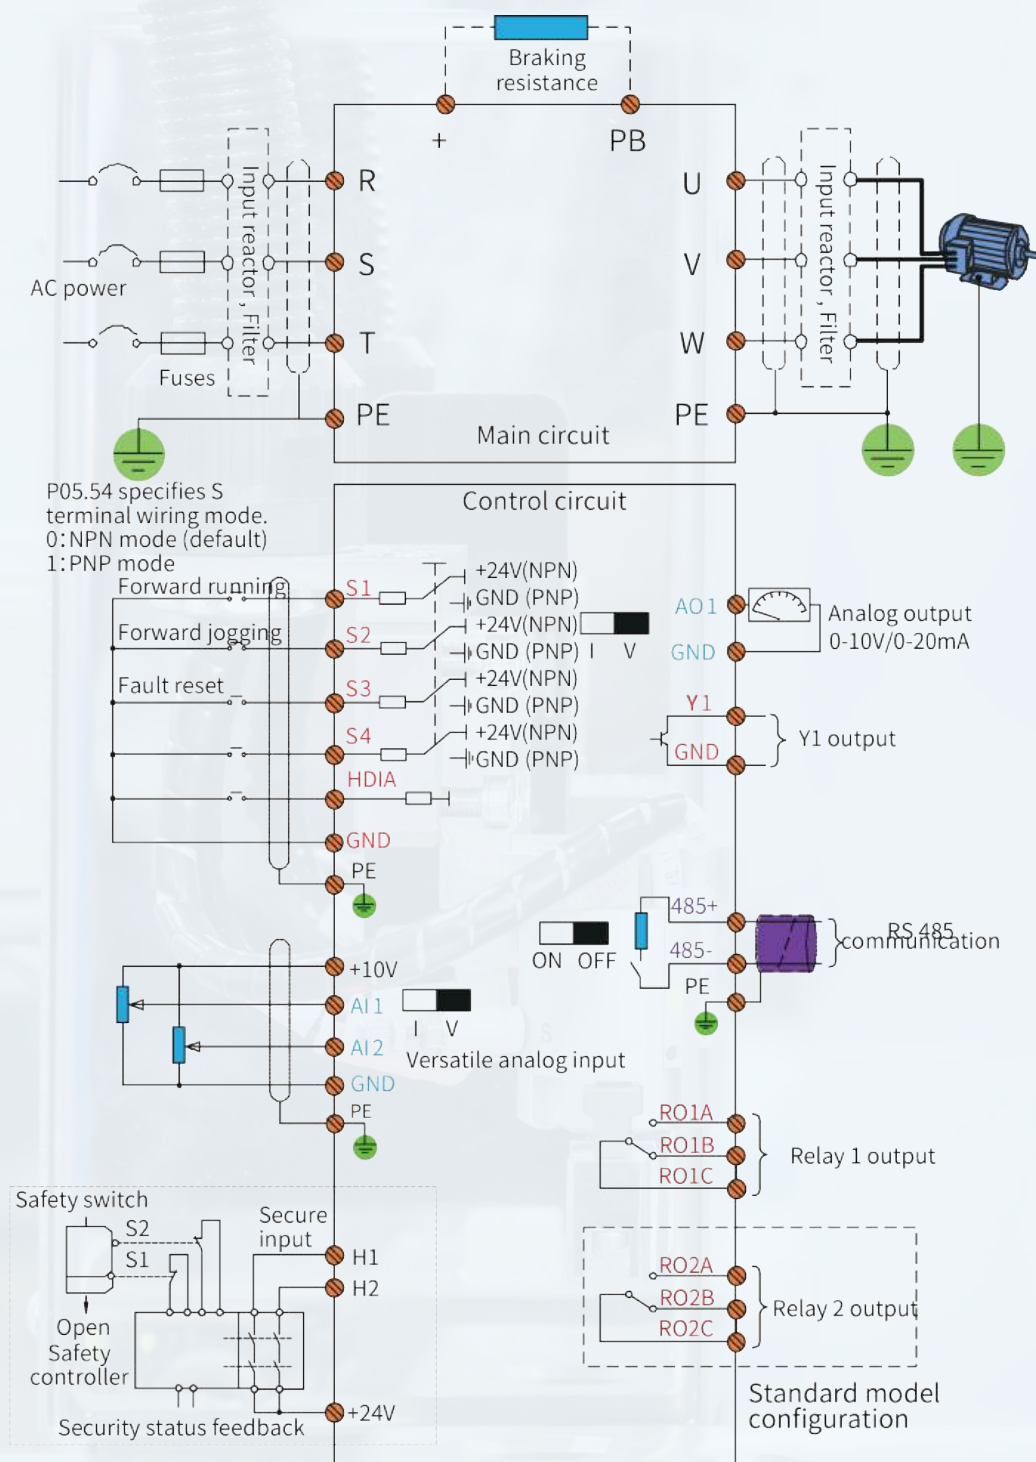 Braking
resistance
+
PB
R
S
T
PE
U
V
W
PE
Input reactor , Filter
Input reactor , Filter
AC power
Fuses
Main circuit
P05.54 specifies S
terminal wiring mode.
0:NPN mode (default)
1:PNP mode
Control circuit
Forward running
S1
+24V(NPN)
GND (PNP)
Forward jogging
S2
+24V(NPN)
GND (PNP)
Fault reset
S3
+24V(NPN)
GND (PNP)
S4
+24V(NPN)
GND (PNP)
HDIA
GND
PE
I V
AO1
GND
Analog output
0-10V/0-20mA
Y1
GND
Y1 output
ON OFF
485+
485-
PE
RS 485
communication
+10V
AI1
AI2
GND
PE
I V
Versatile analog input
RO1A
RO1B
RO1C
Relay 1 output
RO2A
RO2B
RO2C
Relay 2 output
Standard model
configuration
Safety switch
S2
S1
Secure
input
H1
H2
Open
Safety
controller
+24V
Security status feedback